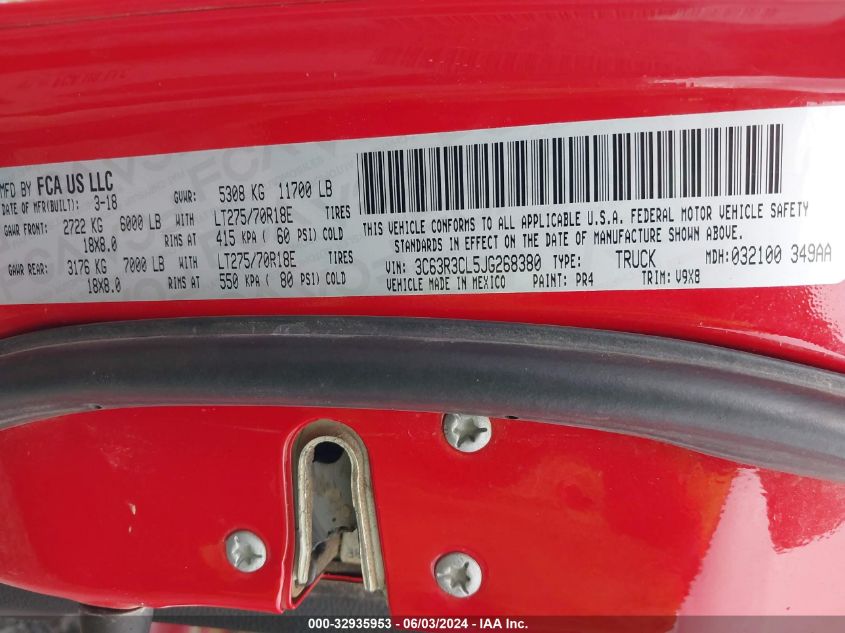 MFD BY FCA US LLC
DATE OF MFR(BUILT): 3-18 GVWR: 5308 KG 11700 LB
GAWR FRONT: 2722 KG 6000 LB WITH LT275/70R18E TIRES
18X8.0 RIMS AT 415 KPA ( 60 PSI) COLD
GAWR REAR: 3176 KG 7000 LB WITH LT275/70R18E TIRES
18X8.0 RIMS AT 550 KPA ( 80 PSI) COLD
THIS VEHICLE CONFORMS TO ALL APPLICABLE U.S.A. FEDERAL MOTOR VEHICLE SAFETY
STANDARDS IN EFFECT ON THE DATE OF MANUFACTURE SHOWN ABOVE.
VIN: 3C63R3CL5JG268380 TYPE: TRUCK MDH: 032100 349AA
VEHICLE MADE IN MEXICO PAINT: PR4 TRIM: V9X8
000-32935953 - 06/03/2024 - IAA Inc.